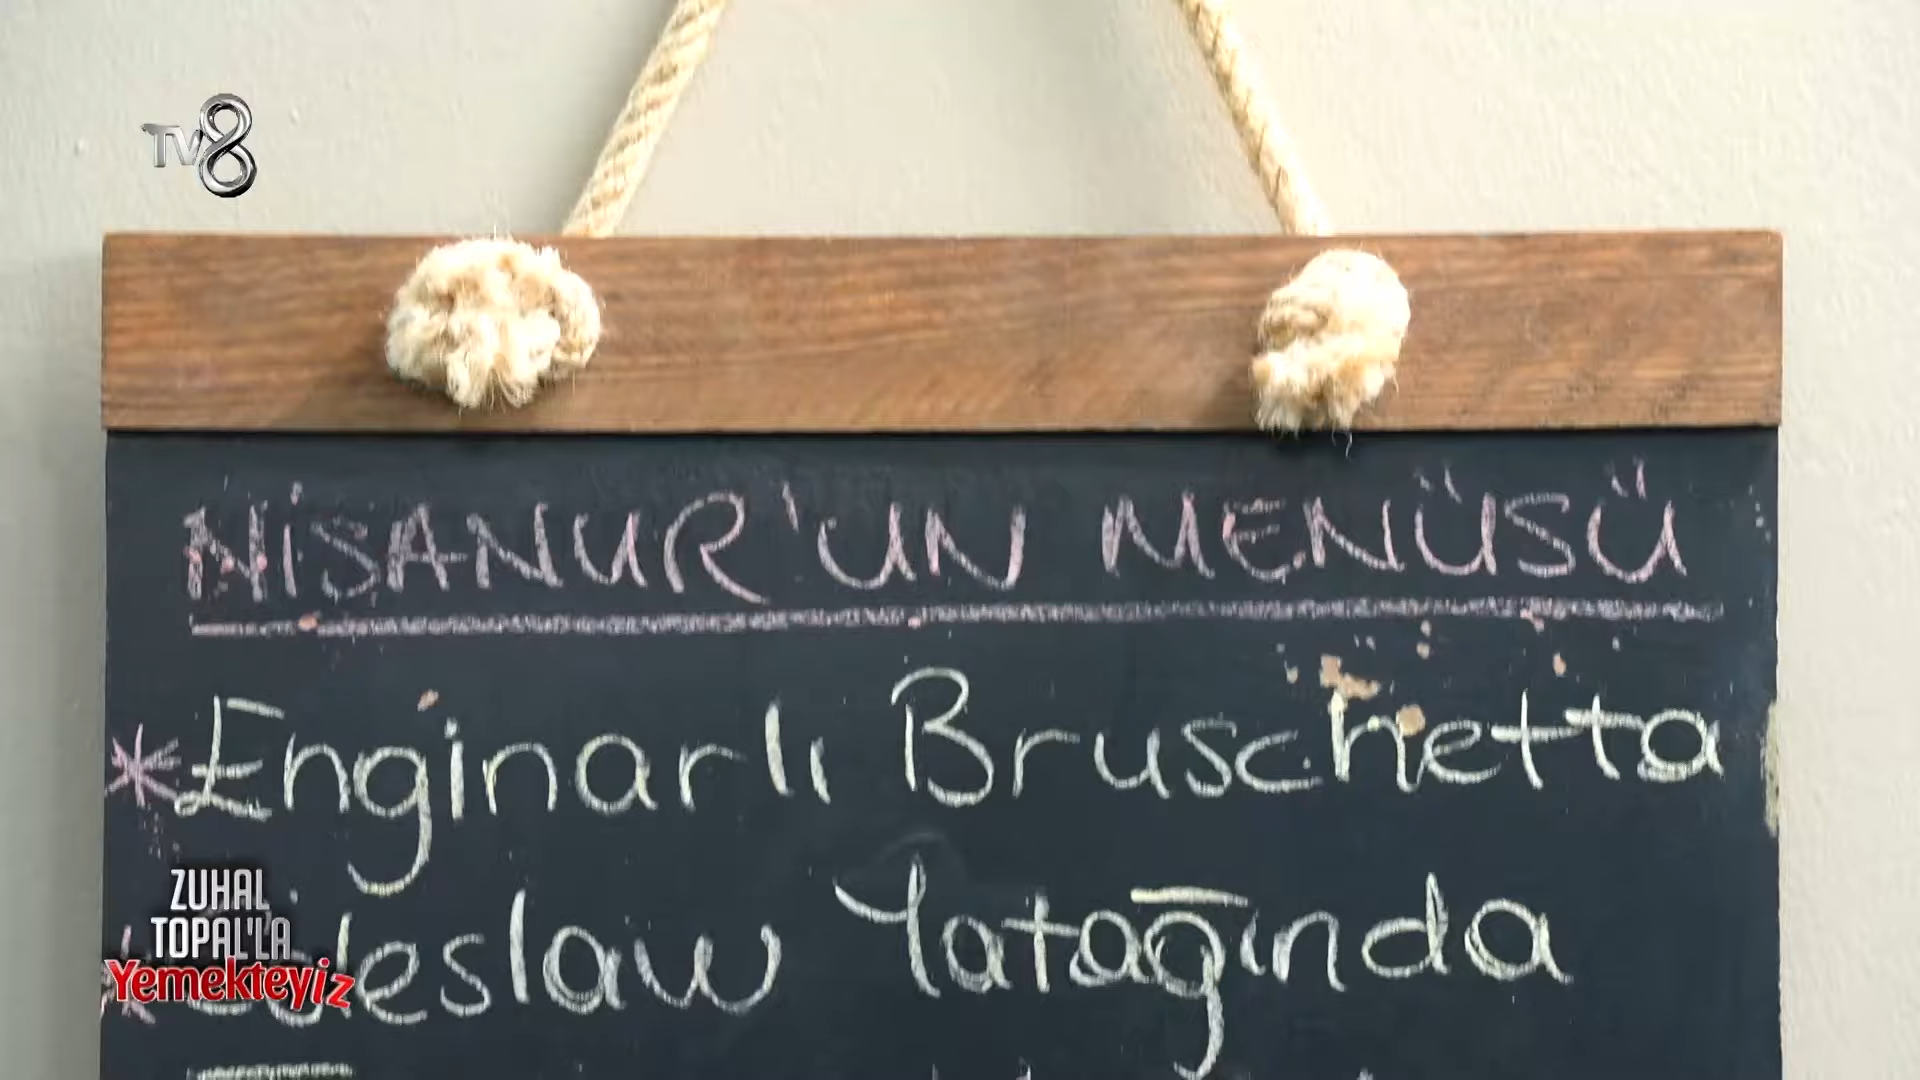 TV8
NİSANUR'UN MENÜSÜ
*Enginarlı Bruschetta
Yatağında
ZUHAL
TOPAL'LA
Yemekteyiz